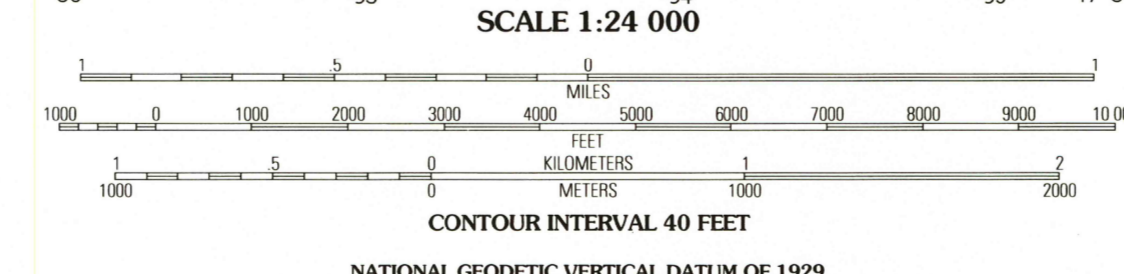 SCALE 1:24 000
1 .5 0 1
MILES
1000 0 1000 2000 3000 4000 5000 6000 7000 8000 9000 10 00
FEET
1 .5 0 KILOMETERS 1 2
1000 0 METERS 1000 2000
CONTOUR INTERVAL 40 FEET
NATIONAL GEODETIC VERTICAL DATUM OF 1929